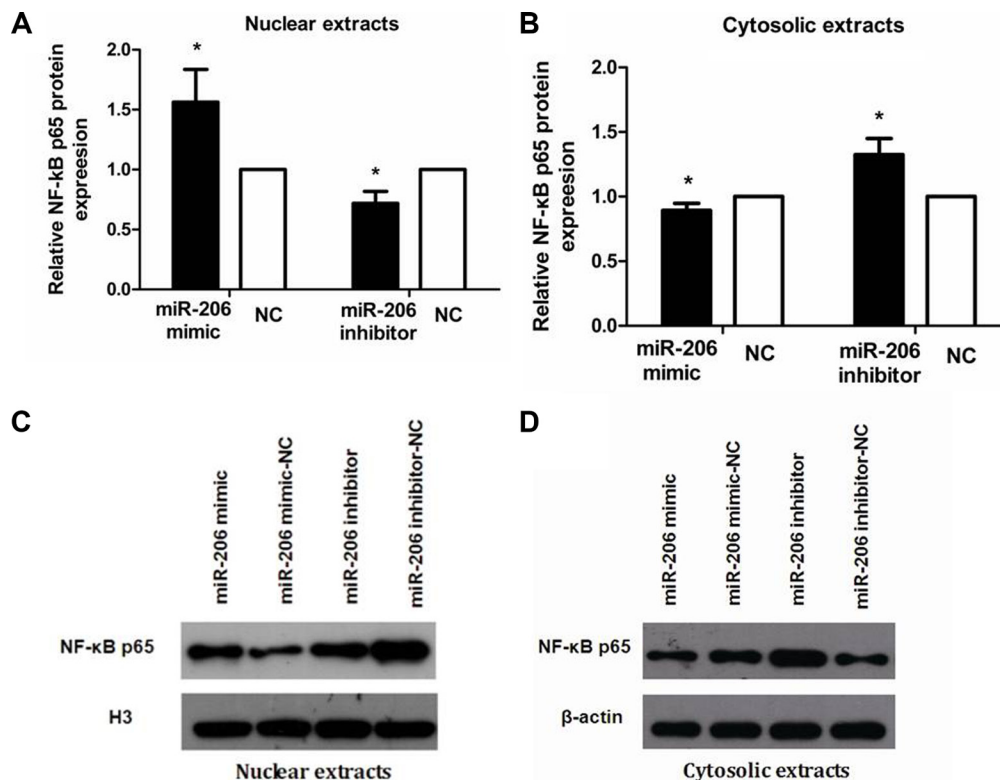 A
Nuclear extracts
Relative NF-kB p65 protein
expreesion
2.0
1.5
1.0
0.5
0.0
*
*
miR-206
mimic
NC
miR-206
inhibitor
NC
B
Cytosolic extracts
Relative NF-kB p65 protein
expreesion
2.0
1.5
1.0
0.5
0.0
*
*
miR-206
mimic
NC
miR-206
inhibitor
NC
C
miR-206 mimic
miR-206 mimic-NC
miR-206 inhibitor
miR-206 inhibitor-NC
NF-κB p65
H3
Nuclear extracts
D
miR-206 mimic
miR-206 mimic-NC
miR-206 inhibitor
miR-206 inhibitor-NC
NF-κB p65
β-actin
Cytosolic extracts